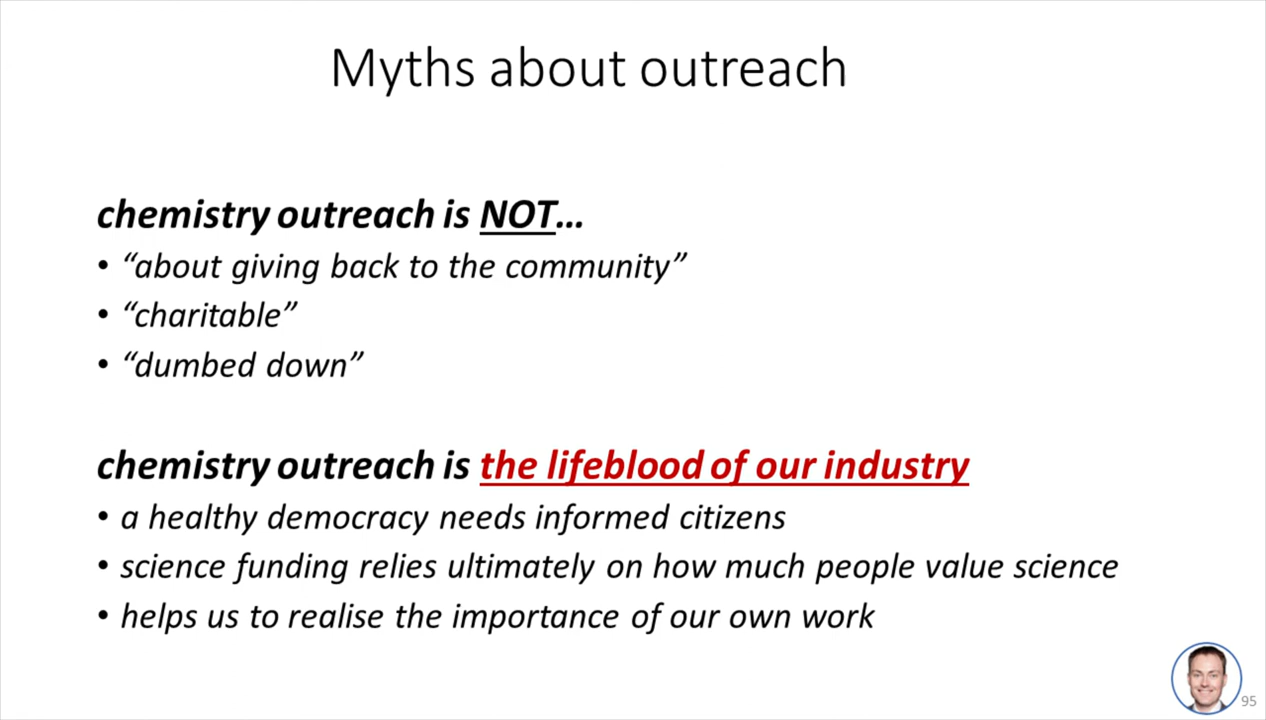 Myths about outreach
chemistry outreach is NOT…
• “about giving back to the community”
• “charitable”
• “dumbed down”
chemistry outreach is the lifeblood of our industry
• a healthy democracy needs informed citizens
• science funding relies ultimately on how much people value science
• helps us to realise the importance of our own work
95